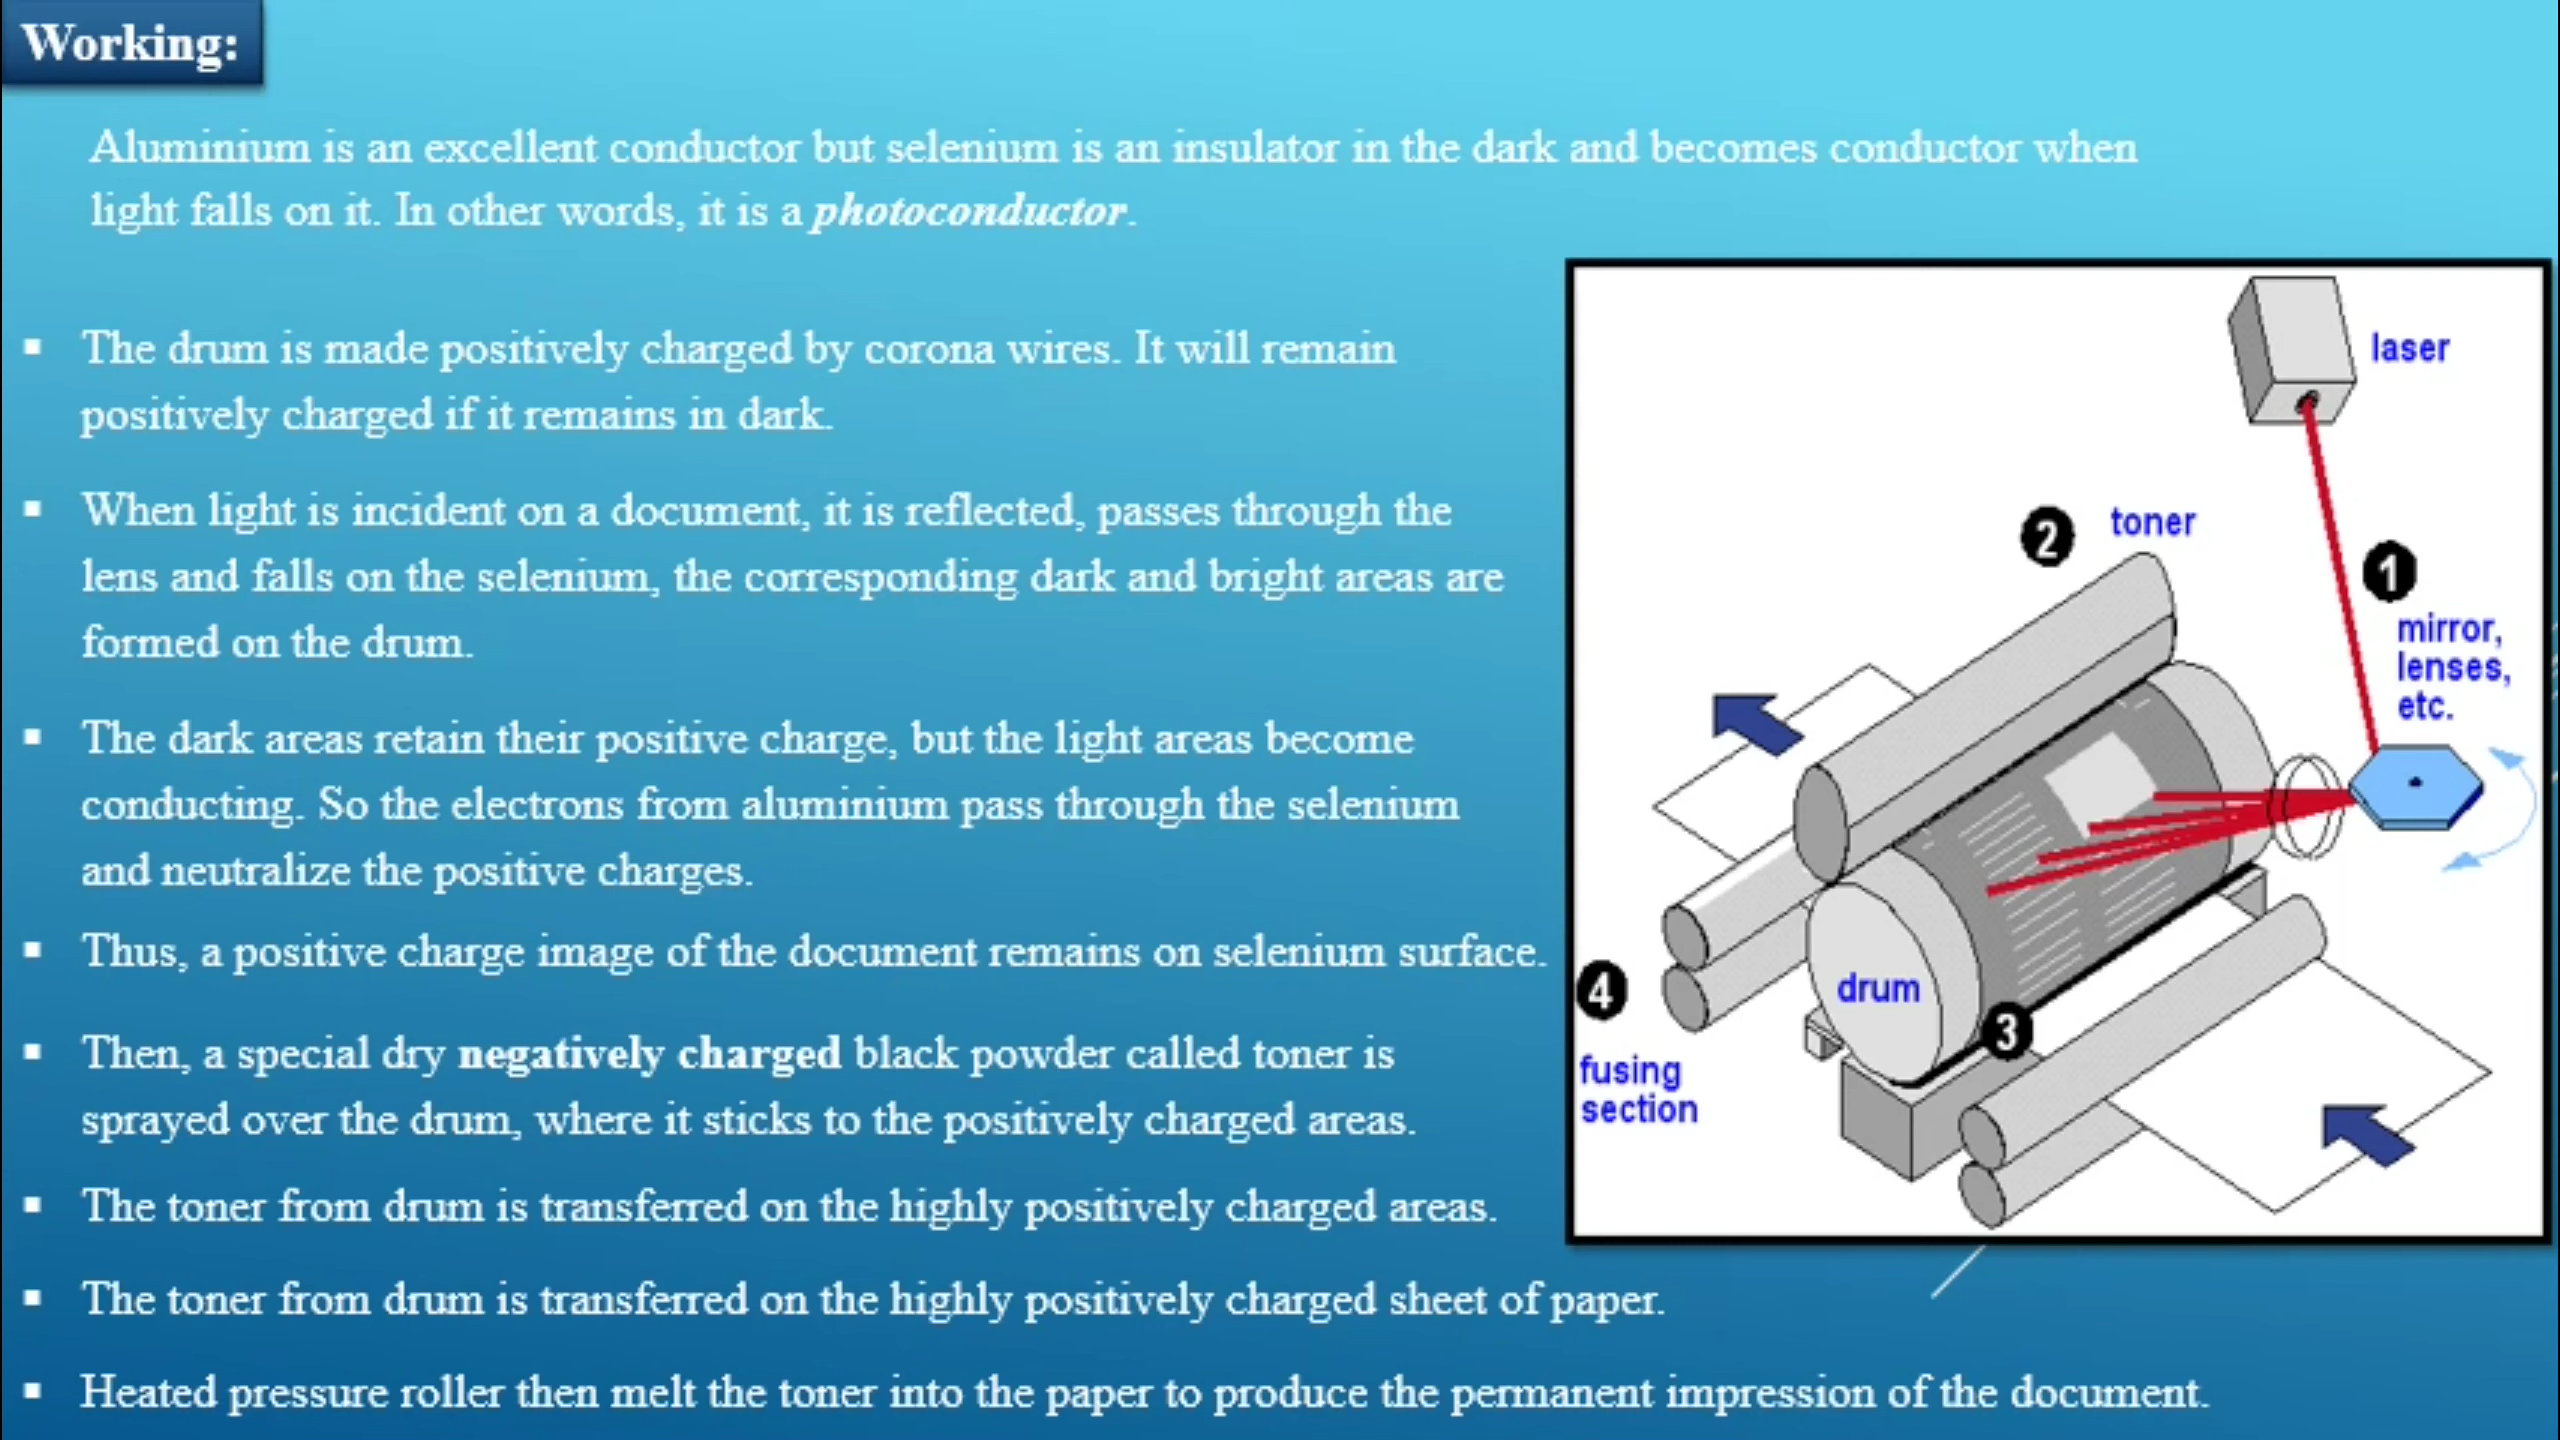 Working:
Aluminium is an excellent conductor but selenium is an insulator in the dark and becomes conductor when
light falls on it. In other words, it is a photoconductor.
▪ The drum is made positively charged by corona wires. It will remain
positively charged if it remains in dark.
▪ When light is incident on a document, it is reflected, passes through the
lens and falls on the selenium, the corresponding dark and bright areas are
formed on the drum.
▪ The dark areas retain their positive charge, but the light areas become
conducting. So the electrons from aluminium pass through the selenium
and neutralize the positive charges.
▪ Thus, a positive charge image of the document remains on selenium surface.
▪ Then, a special dry negatively charged black powder called toner is
sprayed over the drum, where it sticks to the positively charged areas.
▪ The toner from drum is transferred on the highly positively charged areas.
▪ The toner from drum is transferred on the highly positively charged sheet of paper.
▪ Heated pressure roller then melt the toner into the paper to produce the permanent impression of the document.
laser
2 toner
1
mirror,
lenses,
etc.
drum
3
4
fusing
section